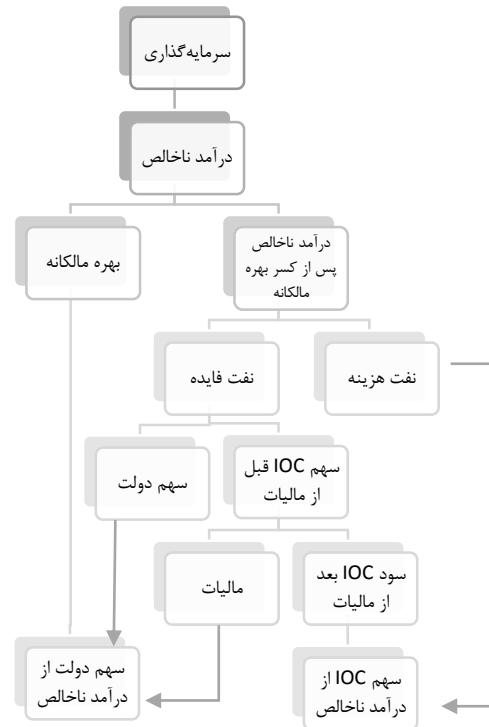 سرمایه‌گذاری
درآمد ناخالص
درآمد ناخالص
پس از کسر بهره
مالکانه
بهره مالکانه
نفت هزینه
نفت فایده
سهم IOC قبل
از مالیات
سهم دولت
سود IOC بعد
از مالیات
مالیات
سهم IOC از
درآمد ناخالص
سهم دولت از
درآمد ناخالص